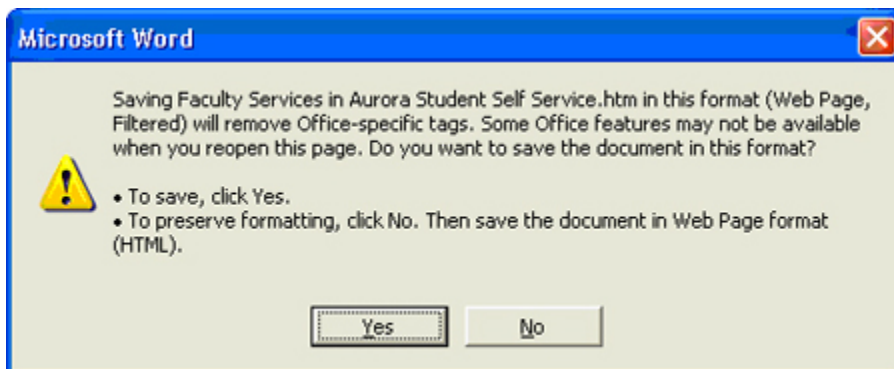 Microsoft Word
Saving Faculty Services in Aurora Student Self Service.htm in this format (Web Page,
Filtered) will remove Office-specific tags. Some Office features may not be available
when you reopen this page. Do you want to save the document in this format?
• To save, click Yes.
• To preserve formatting, click No. Then save the document in Web Page format
(HTML).
Yes No